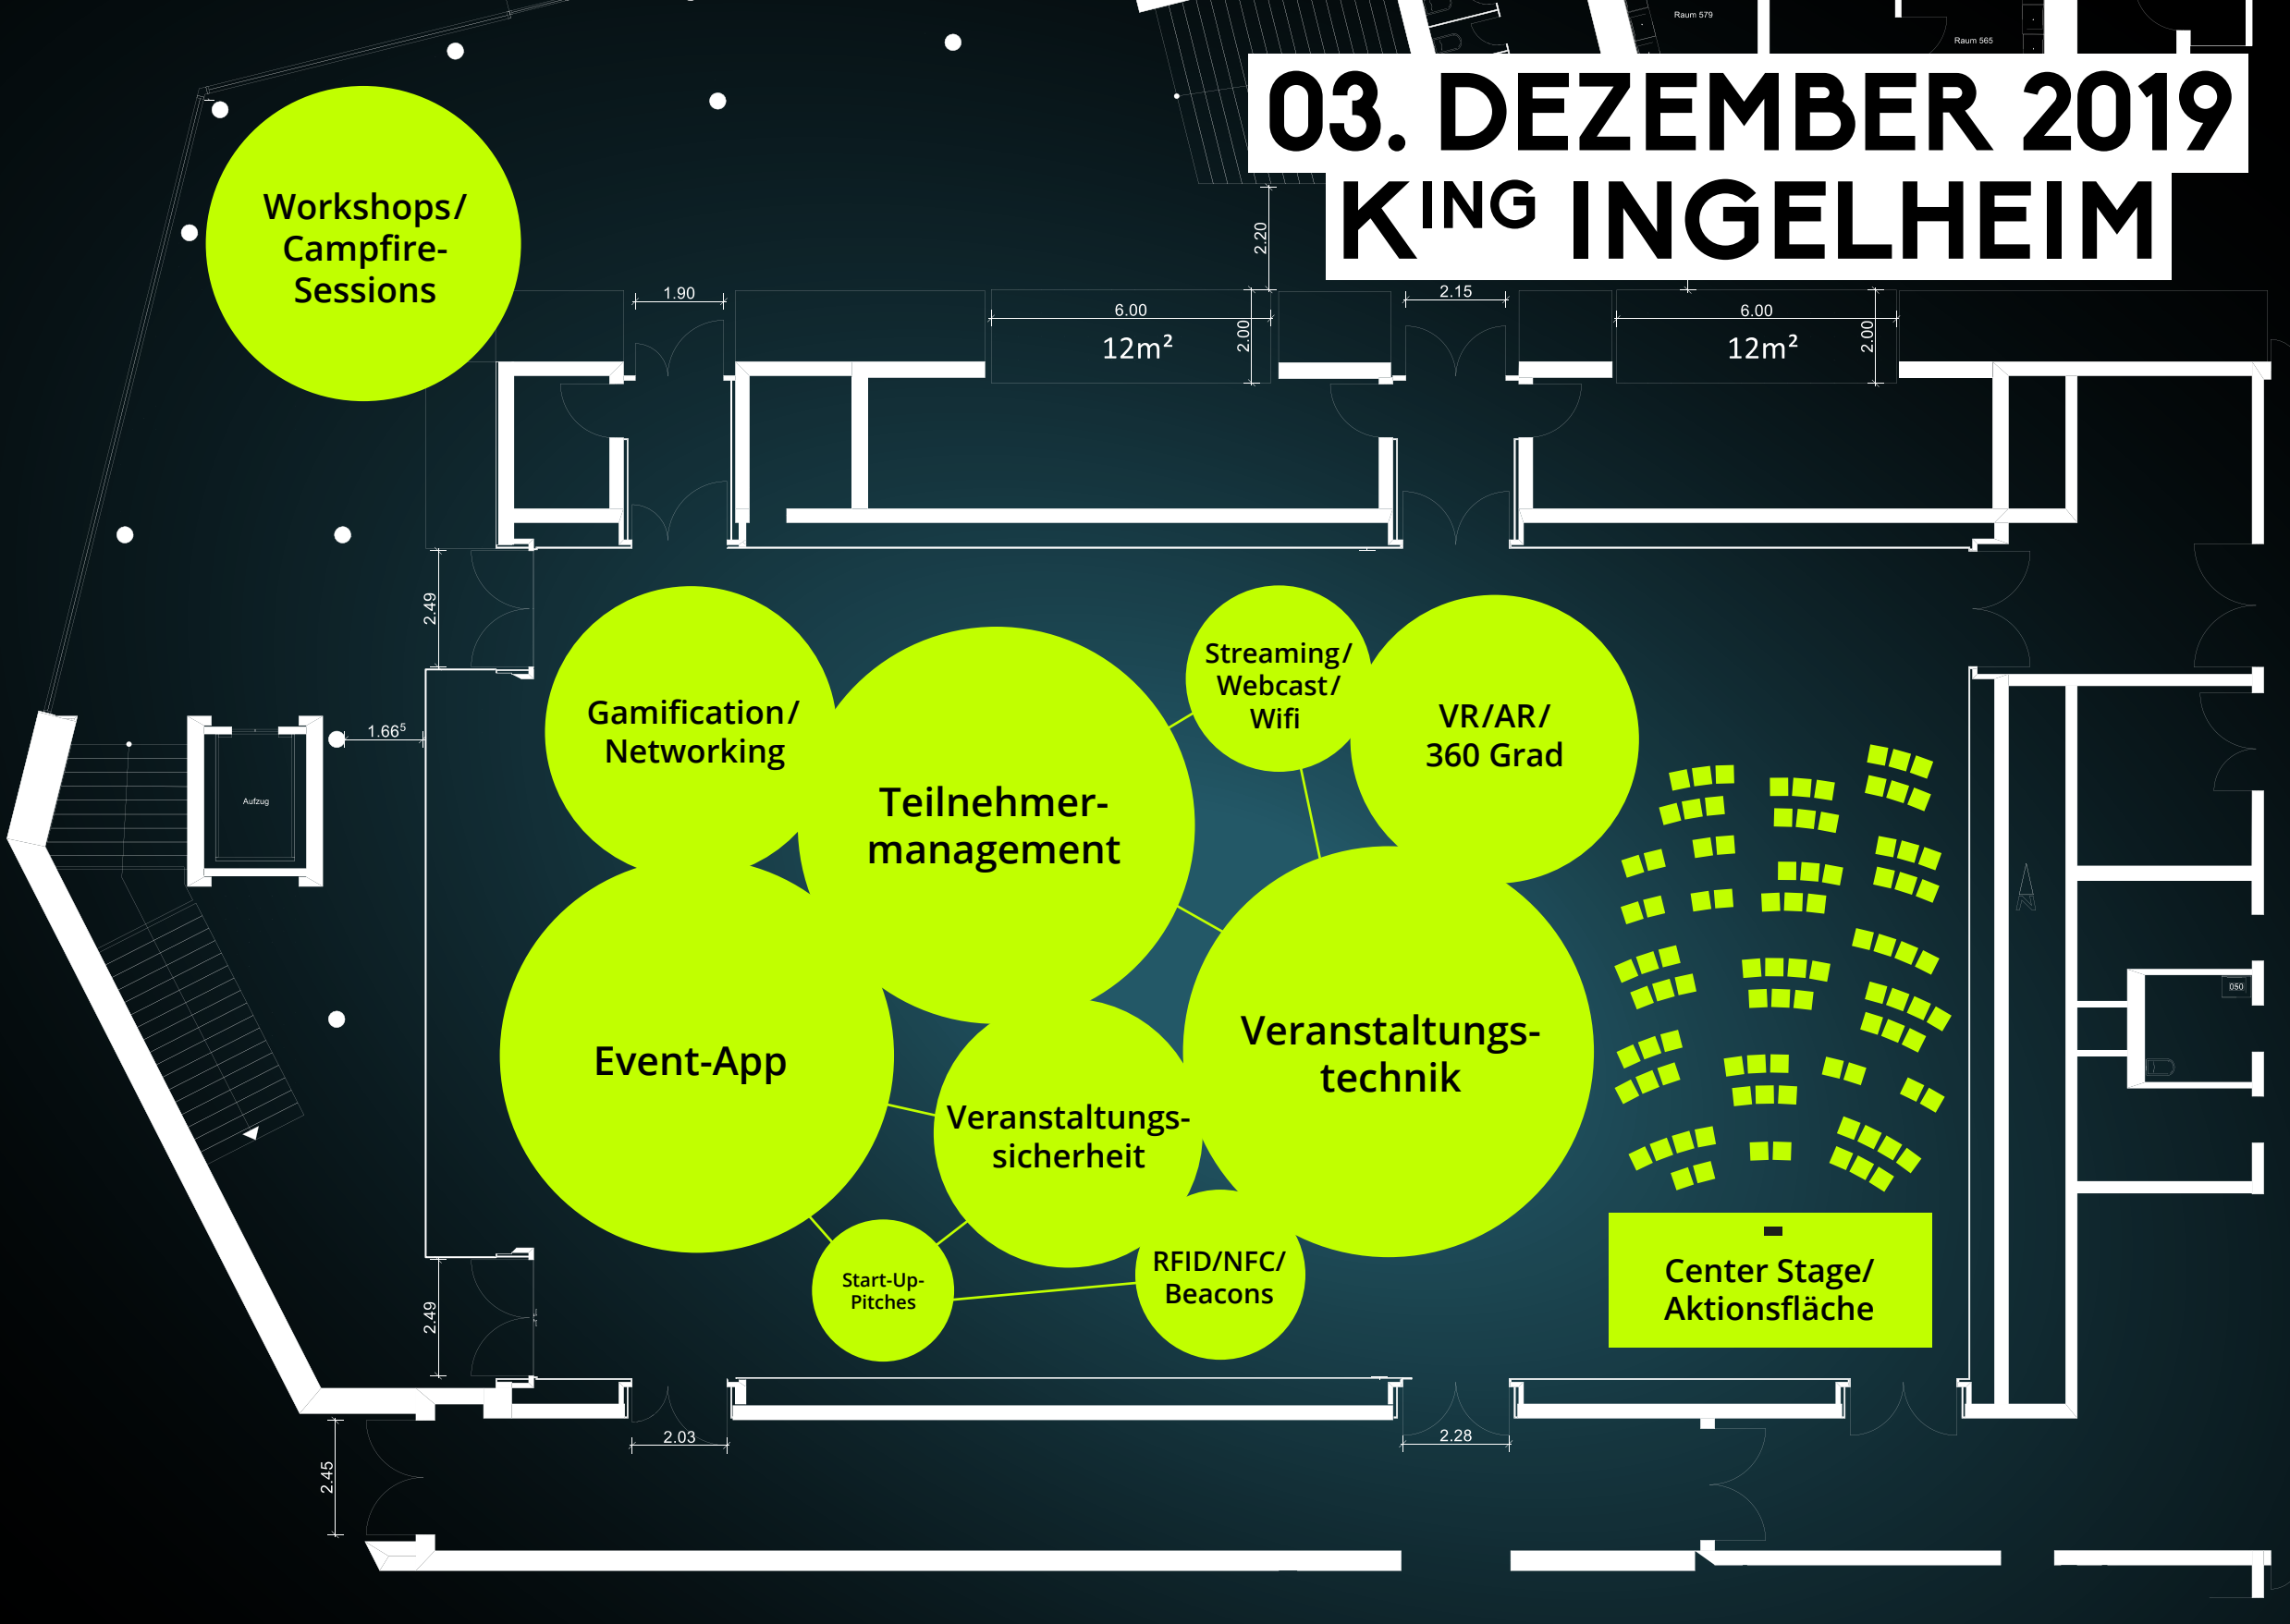 Raum 579
Raum 565
03. DEZEMBER 2019
KING INGELHEIM
Workshops/
Campfire-
Sessions
2.20
1.90
6.00
2.00
12m²
2.15
6.00
2.00
12m²
2.49
Gamification/
Networking
Streaming/
Webcast/
Wifi
VR/AR/
360 Grad
1.66⁵
Aufzug
Teilnehmer-
management
N
050
Event-App
Veranstaltungs-
technik
Veranstaltungs-
sicherheit
Start-Up-
Pitches
RFID/NFC/
Beacons
Center Stage/
Aktionsfläche
2.49
2.03
2.28
2.45